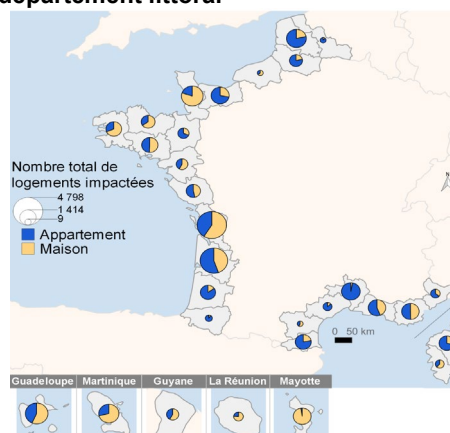 département littoral
Nombre total de
logements impactées
4 798
1 414
9
Appartement
Maison
0 50 km
Guadeloupe Martinique Guyane La Réunion Mayotte